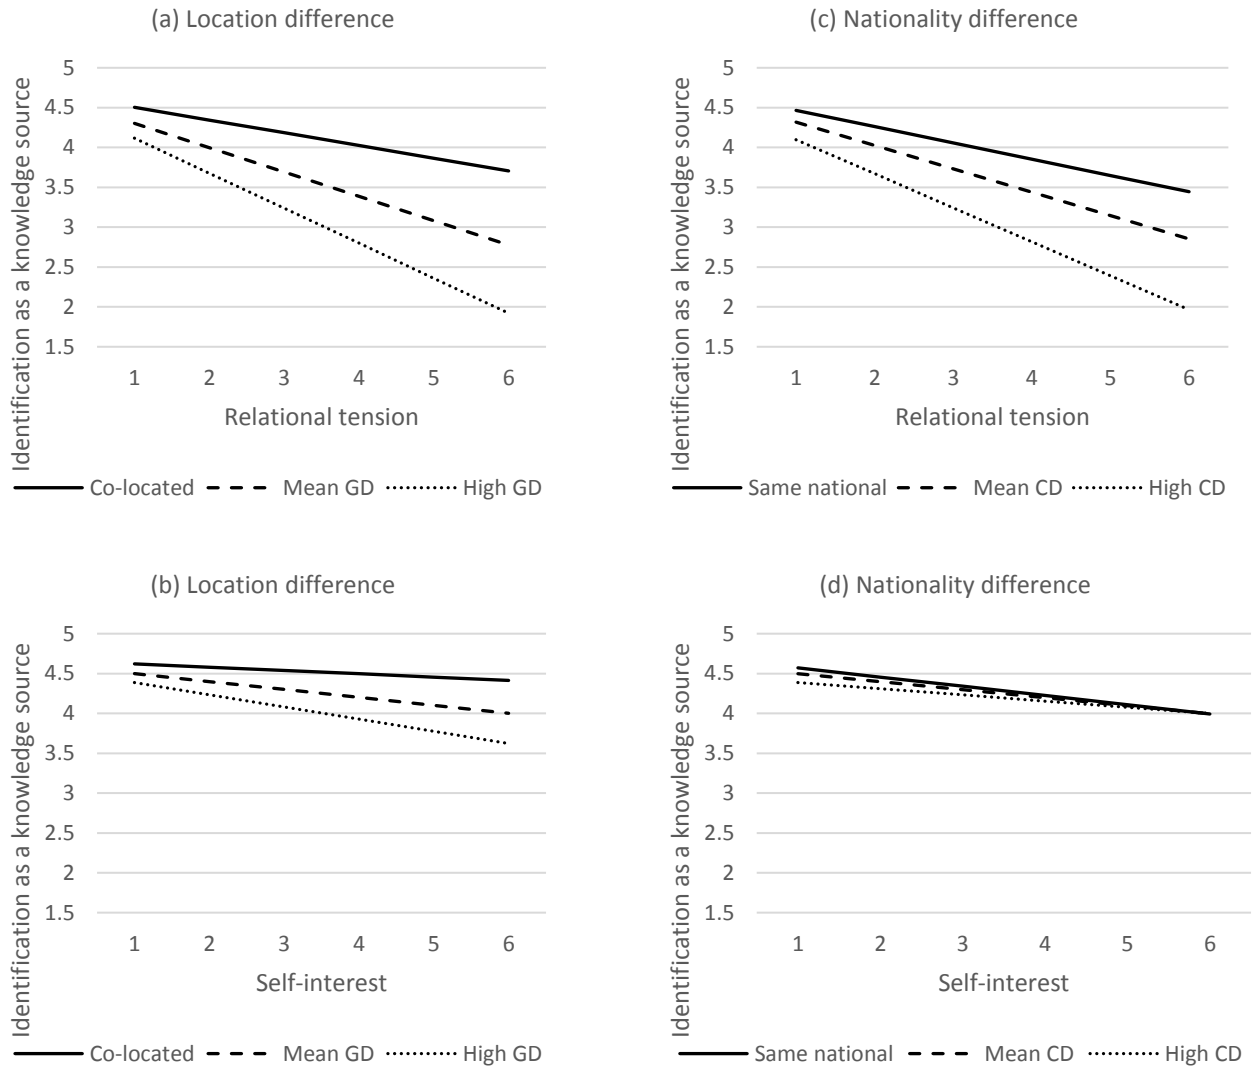 (a) Location difference
Identification as a knowledge source
5
4.5
4
3.5
3
2.5
2
1.5
1 2 3 4 5 6
Relational tension
Co-located Mean GD High GD
(c) Nationality difference
Identification as a knowledge source
5
4.5
4
3.5
3
2.5
2
1.5
1 2 3 4 5 6
Relational tension
Same national Mean CD High CD
(b) Location difference
Identification as a knowledge source
5
4.5
4
3.5
3
2.5
2
1.5
1 2 3 4 5 6
Self-interest
Co-located Mean GD High GD
(d) Nationality difference
Identification as a knowledge source
5
4.5
4
3.5
3
2.5
2
1.5
1 2 3 4 5 6
Self-interest
Same national Mean CD High CD